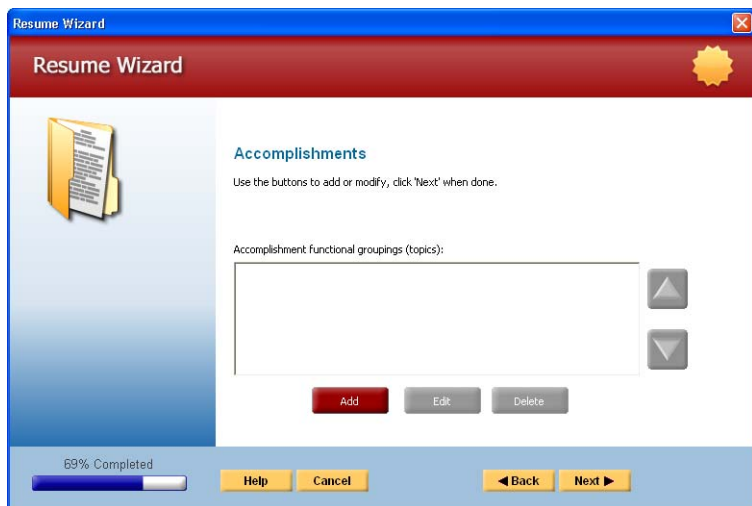 Resume Wizard
Resume Wizard
Accomplishments
Use the buttons to add or modify, click 'Next' when done.
Accomplishment functional groupings (topics):
Add Edit Delete
69% Completed
Help Cancel ◀ Back Next ▶